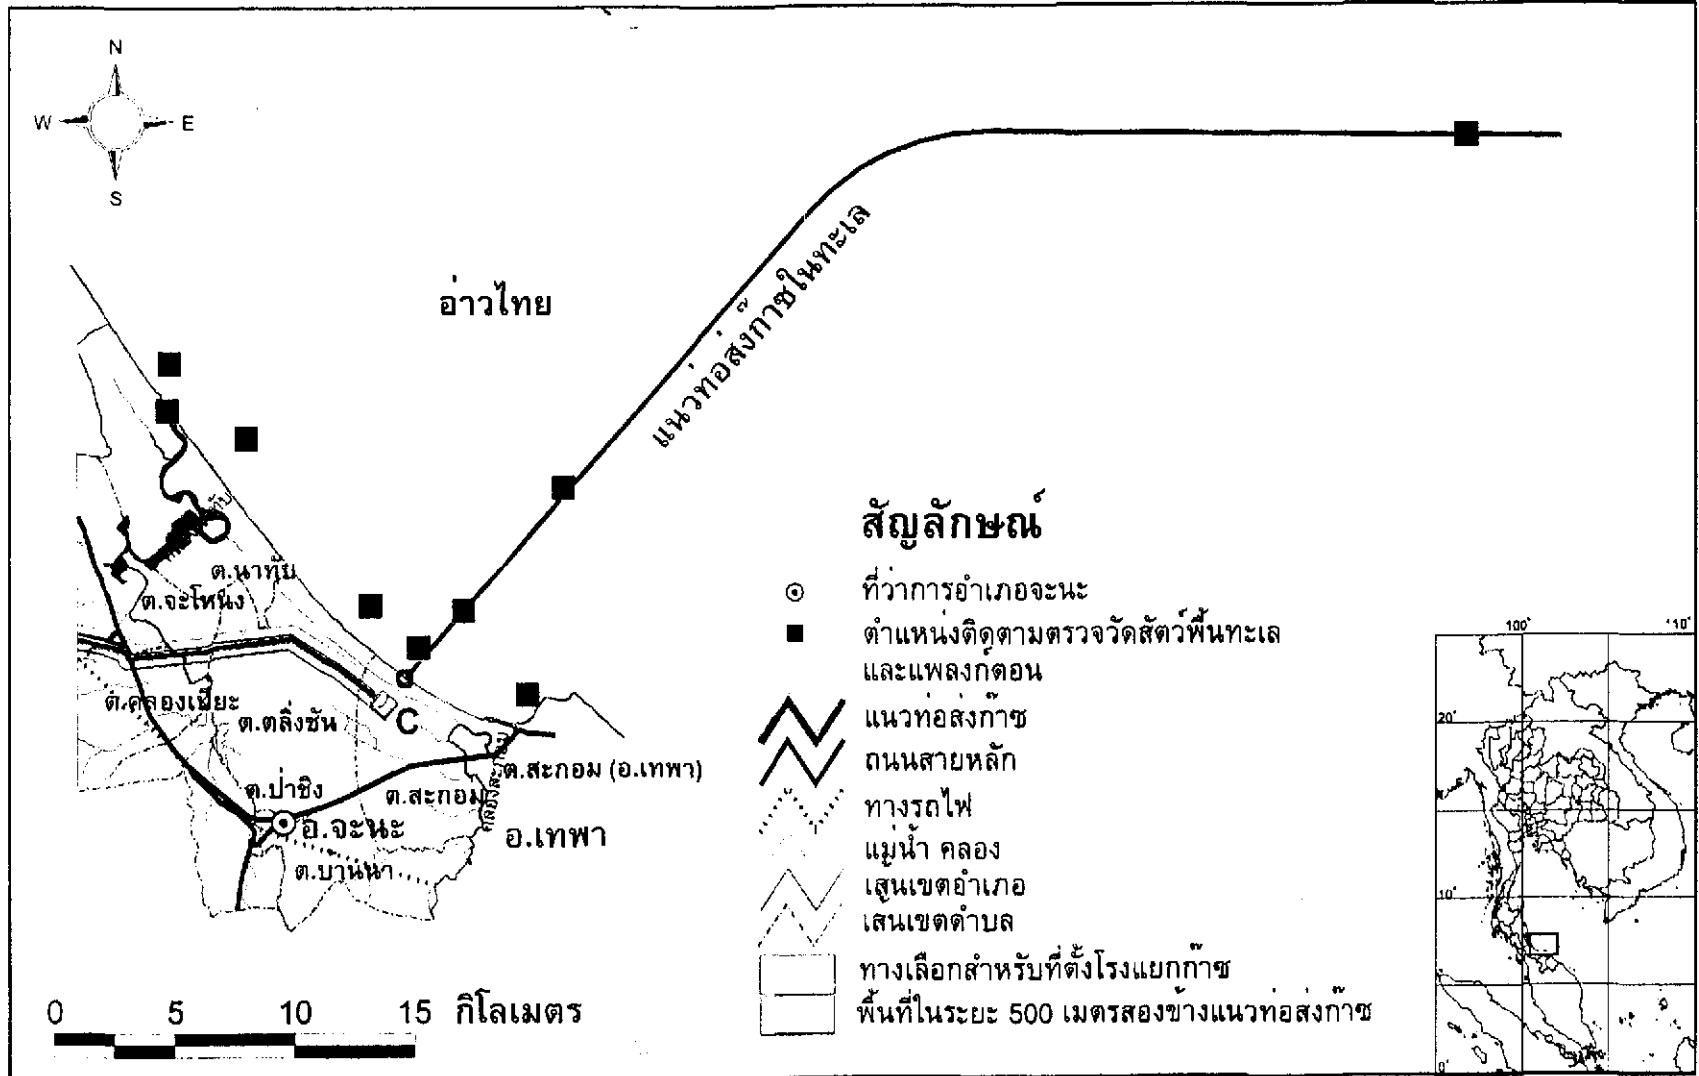 N
W
E
S
อ่าวไทย
แนวท่อส่งก๊าซในทะเล
ต.นาทับ
ต.จะโหนง
ต.คลองเปียะ
ต.ตลิ่งชัน
C
ต.ป่าชิง
ต.สะกอม
ต.สะกอม (อ.เทพา)
คลองสะกอม
อ.จะนะ
อ.เทพา
ต.บ้านนา
สัญลักษณ์
ที่ว่าการอำเภอจะนะ
ตำแหน่งติดตามตรวจวัดสัตว์พื้นทะเล
และแพลงก์ตอน
แนวท่อส่งก๊าซ
ถนนสายหลัก
ทางรถไฟ
แม่น้ำ คลอง
เส้นเขตอำเภอ
เส้นเขตตำบล
ทางเลือกสำหรับที่ตั้งโรงแยกก๊าซ
พื้นที่ในระยะ 500 เมตรสองข้างแนวท่อส่งก๊าซ
0 5 10 15 กิโลเมตร
100°
20°
10°
0°